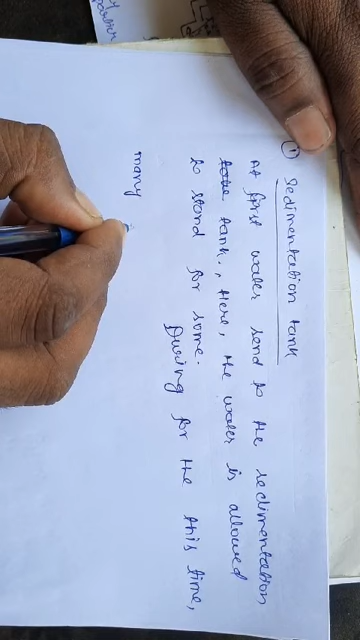 ① Sedimentation tank
At first water send to the sedimentation
tank., Here, the water is allowed
to stand for some. During for the this time,
many